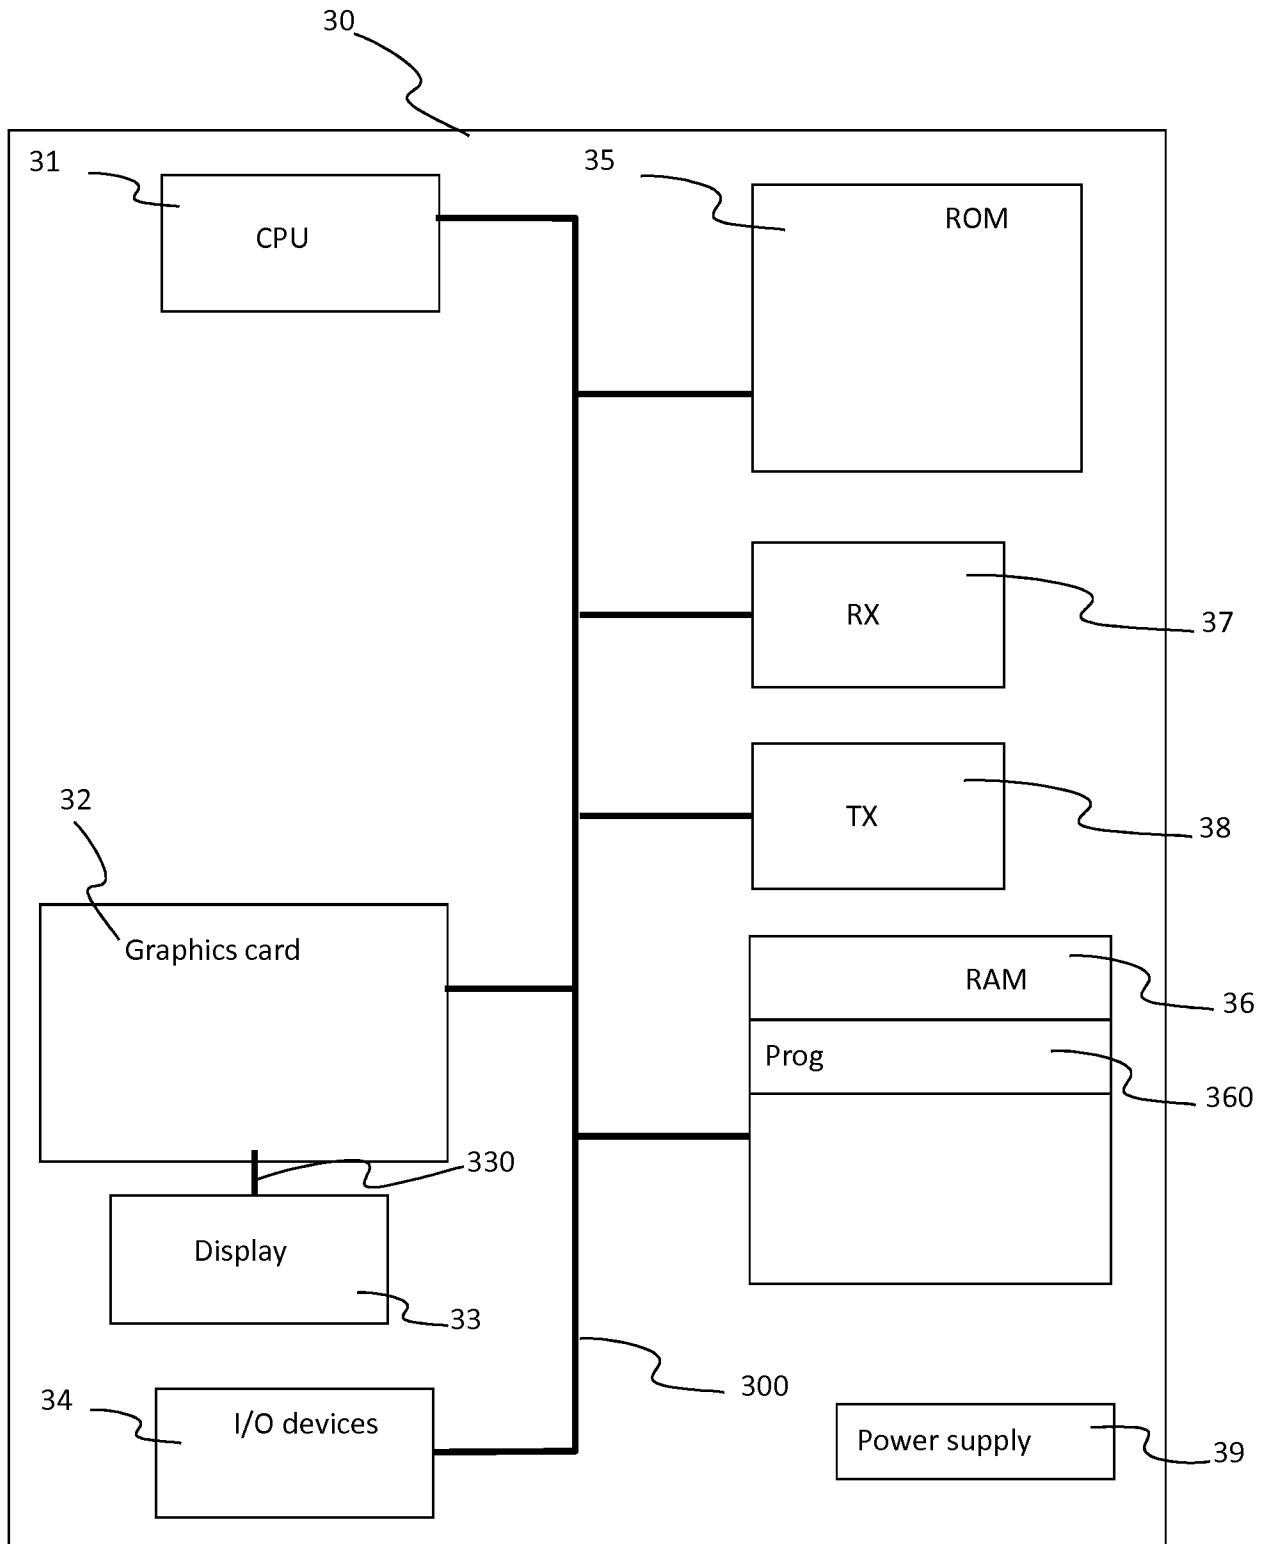 30
31
35
CPU
ROM
RX
37
32
TX
38
Graphics card
RAM
36
Prog
360
330
Display
33
34
300
I/O devices
Power supply
39